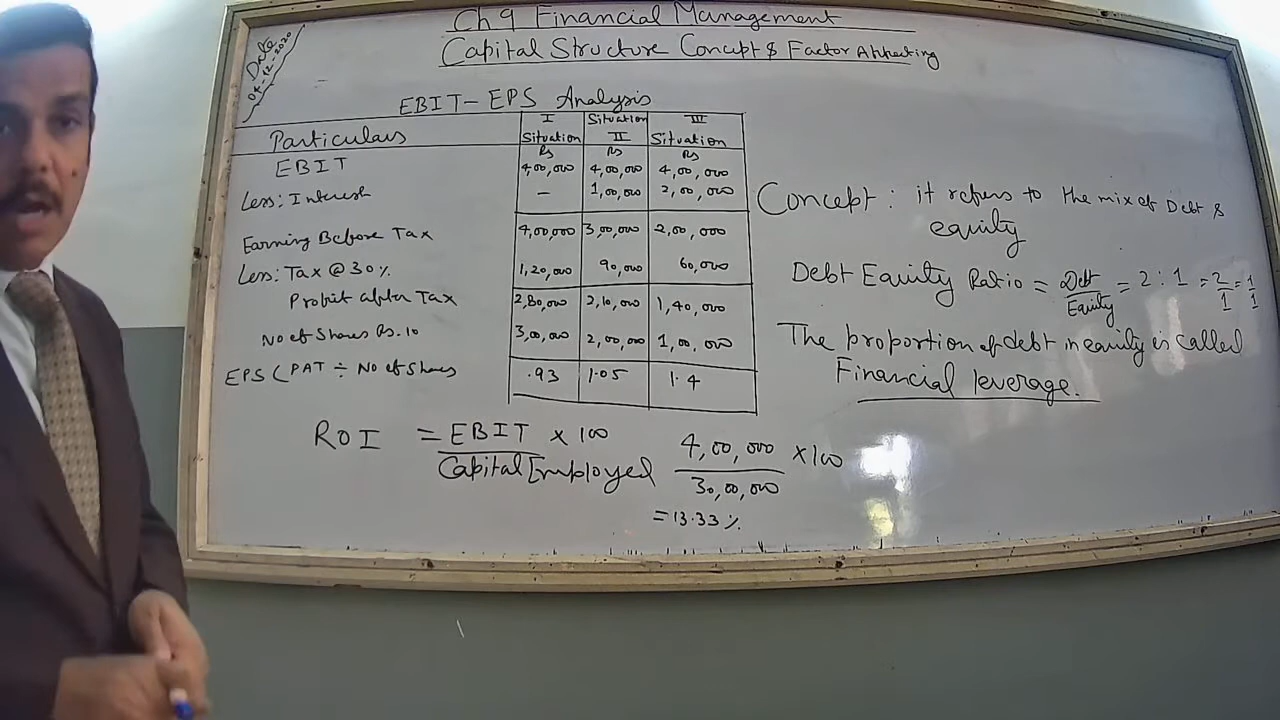 Date
04-12-2020
Ch 9 Financial Management
Capital Structure Concept & Factor Affecting
EBIT - EPS Analysis
Particulars I Situation Situation II III Situation
Rs Rs Rs
EBIT 4,00,000 4,00,000 4,00,000
Less: Interest — 1,00,000 2,00,000
Earning Before Tax 4,00,000 3,00,000 2,00,000
Less: Tax @ 30% 1,20,000 90,000 60,000
Profit after Tax 2,80,000 2,10,000 1,40,000
No of Shares Rs. 10 3,00,000 2,00,000 1,00,000
EPS ( PAT ÷ No of Shares .93 1.05 1.4
ROI = EBIT / Capital Employed × 100 4,00,000 / 30,00,000 × 100
= 13.33 %
Concept : it refers to the mix of Debt &
equity
Debt Equity Ratio = Debt / Equity = 2 : 1 = 2/1 = 1/1
The proportion of debt in equity is called
Financial leverage.